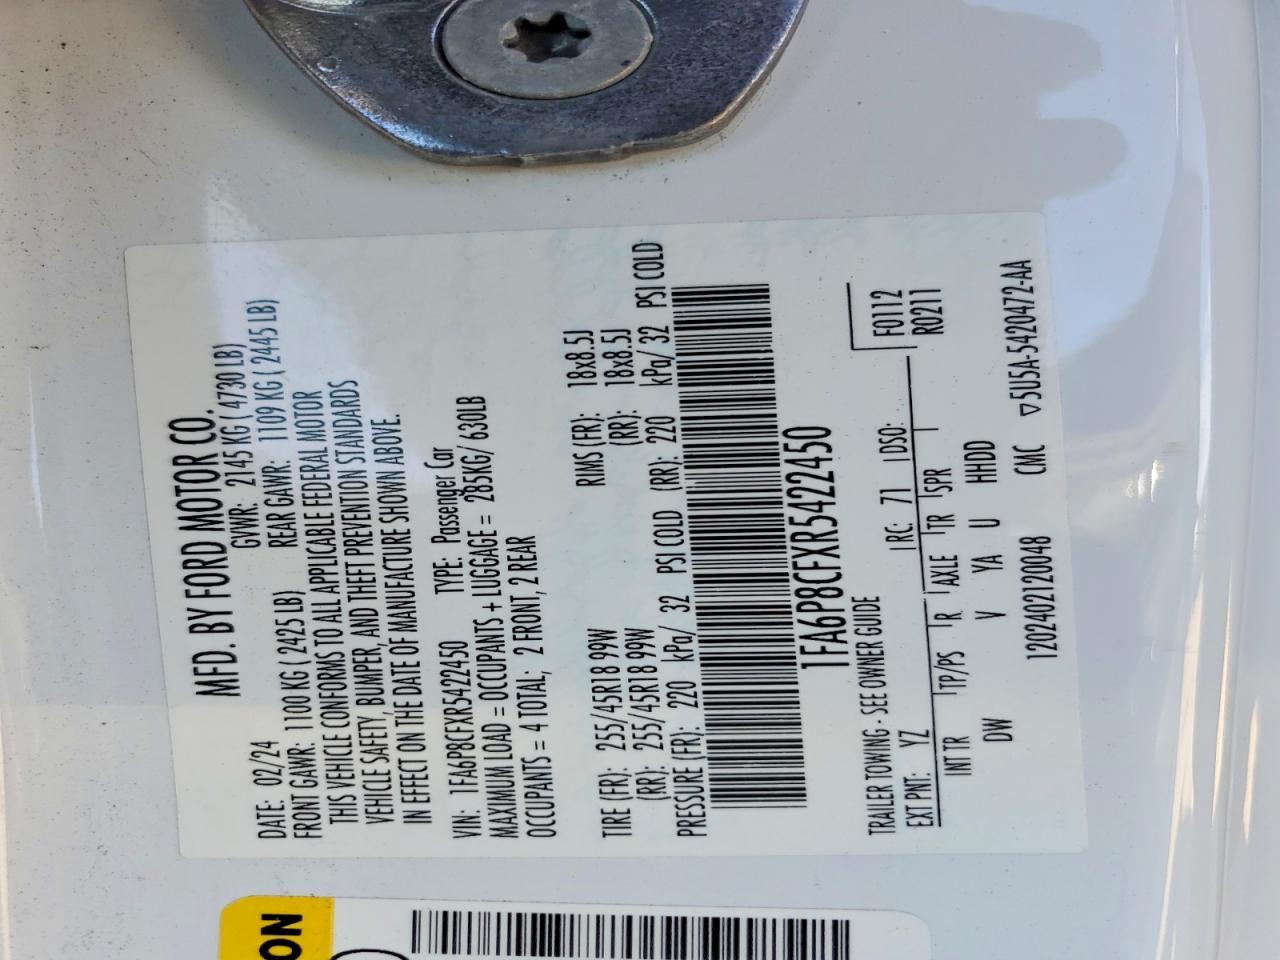 MFD. BY FORD MOTOR CO.
DATE: 02/24 GVWR: 2145 KG ( 4730 LB)
FRONT GAWR: 1100 KG ( 2425 LB) REAR GAWR: 1109 KG ( 2445 LB)
THIS VEHICLE CONFORMS TO ALL APPLICABLE FEDERAL MOTOR
VEHICLE SAFETY, BUMPER, AND THEFT PREVENTION STANDARDS
IN EFFECT ON THE DATE OF MANUFACTURE SHOWN ABOVE.
VIN: 1FA6P8CFXR5422450 TYPE: Passenger Car
MAXIMUM LOAD = OCCUPANTS + LUGGAGE = 285KG/ 630LB
OCCUPANTS = 4 TOTAL; 2 FRONT, 2 REAR
TIRE (FR): 255/45R18 99W RIMS (FR): 18x8.5J
(RR): 255/45R18 99W (RR): 18x8.5J
PRESSURE (FR): 220 kPa/ 32 PSI COLD (RR): 220 kPa/ 32 PSI COLD
1FA6P8CFXR5422450
TRAILER TOWING - SEE OWNER GUIDE F0112
EXT PNT: YZ RC: 71 DSO: R0211
INT TR TP/PS R AXLE TR SPR
DW V YA U HHDD
12024021200​48 CMC ▽5U5A-5420472-AA
ON